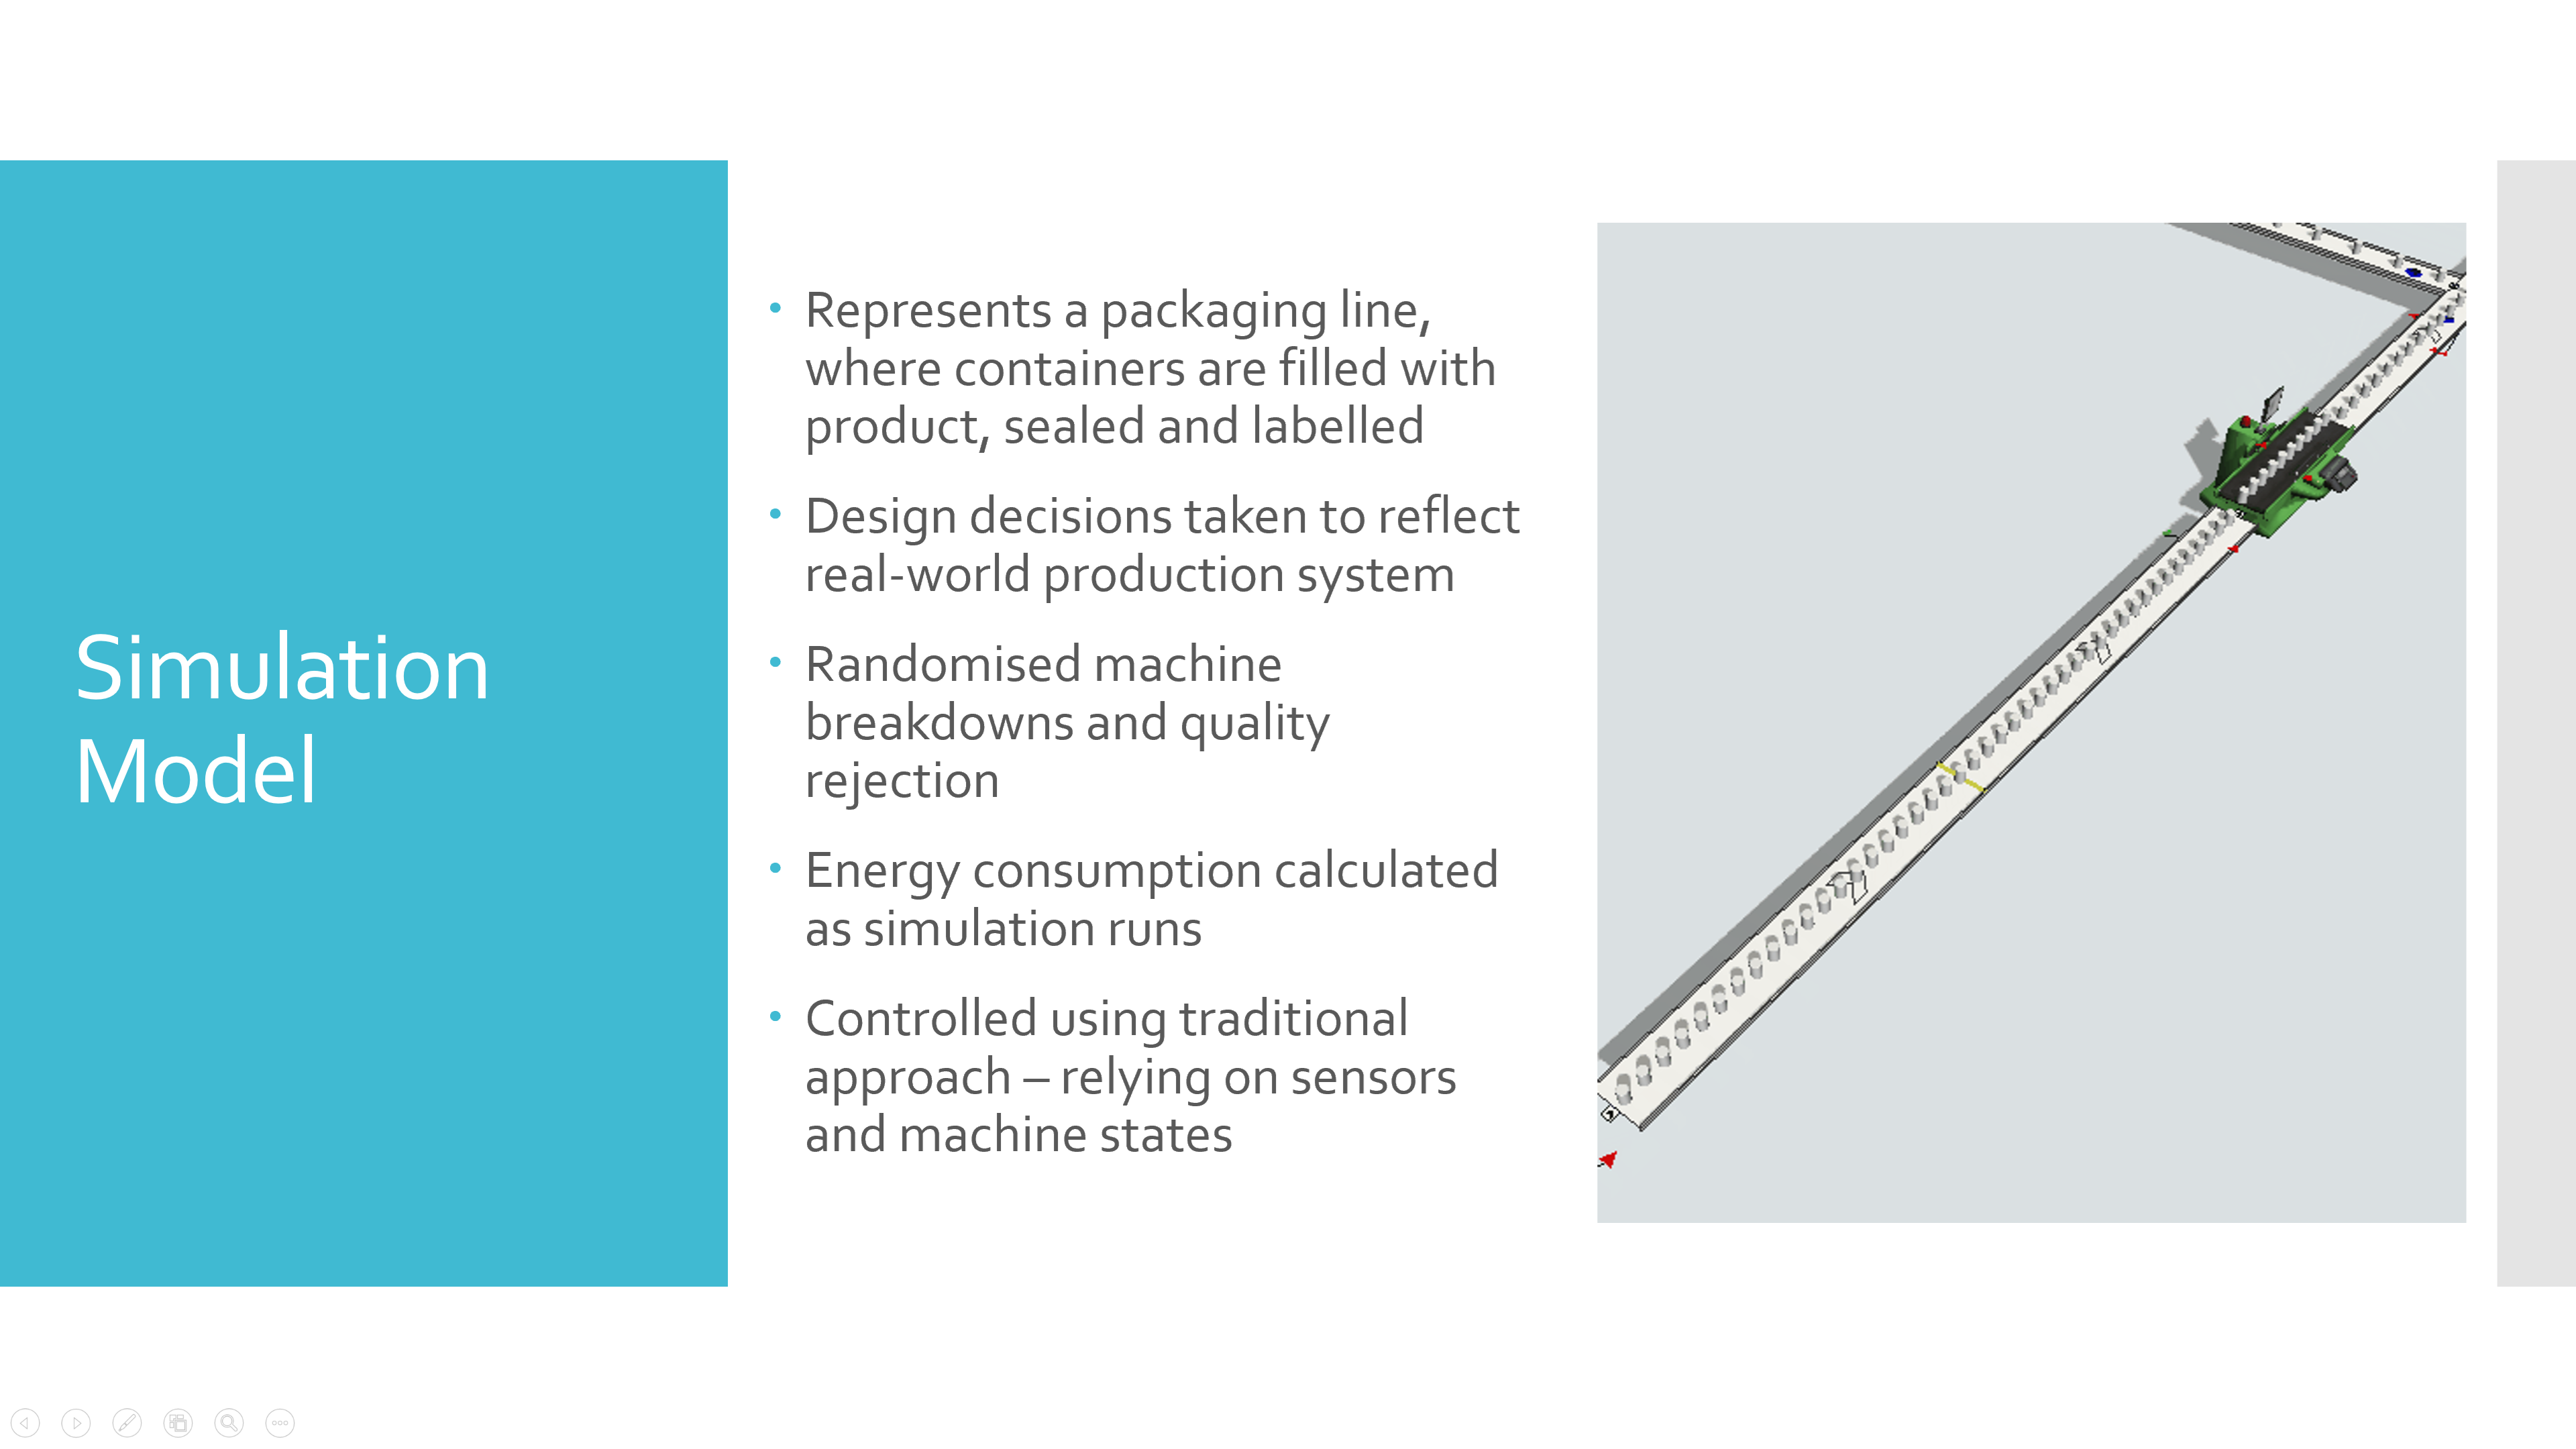 Simulation
Model
• Represents a packaging line,
where containers are filled with
product, sealed and labelled
• Design decisions taken to reflect
real-world production system
• Randomised machine
breakdowns and quality
rejection
• Energy consumption calculated
as simulation runs
• Controlled using traditional
approach – relying on sensors
and machine states